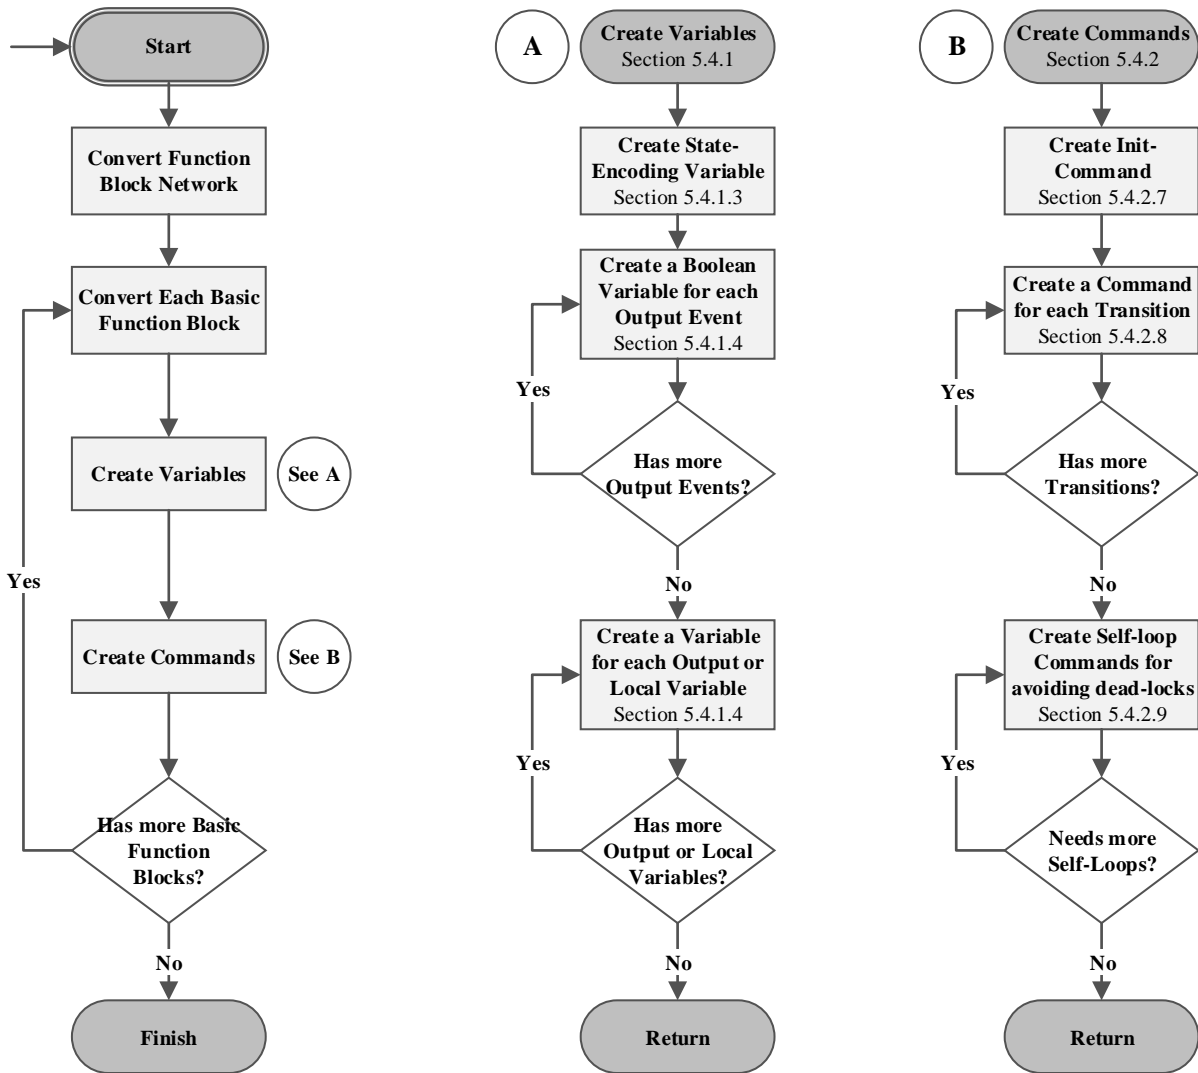 Start
Convert Function
Block Network
Convert Each Basic
Function Block
Create Variables
See A
Yes
Create Commands
See B
Has more Basic
Function
Blocks?
No
Finish
A
Create Variables
Section 5.4.1
Create State-
Encoding Variable
Section 5.4.1.3
Create a Boolean
Variable for each
Output Event
Section 5.4.1.4
Yes
Has more
Output Events?
No
Create a Variable
for each Output or
Local Variable
Section 5.4.1.4
Yes
Has more
Output or Local
Variables?
No
Return
B
Create Commands
Section 5.4.2
Create Init-
Command
Section 5.4.2.7
Create a Command
for each Transition
Section 5.4.2.8
Yes
Has more
Transitions?
No
Create Self-loop
Commands for
avoiding dead-locks
Section 5.4.2.9
Yes
Needs more
Self-Loops?
No
Return